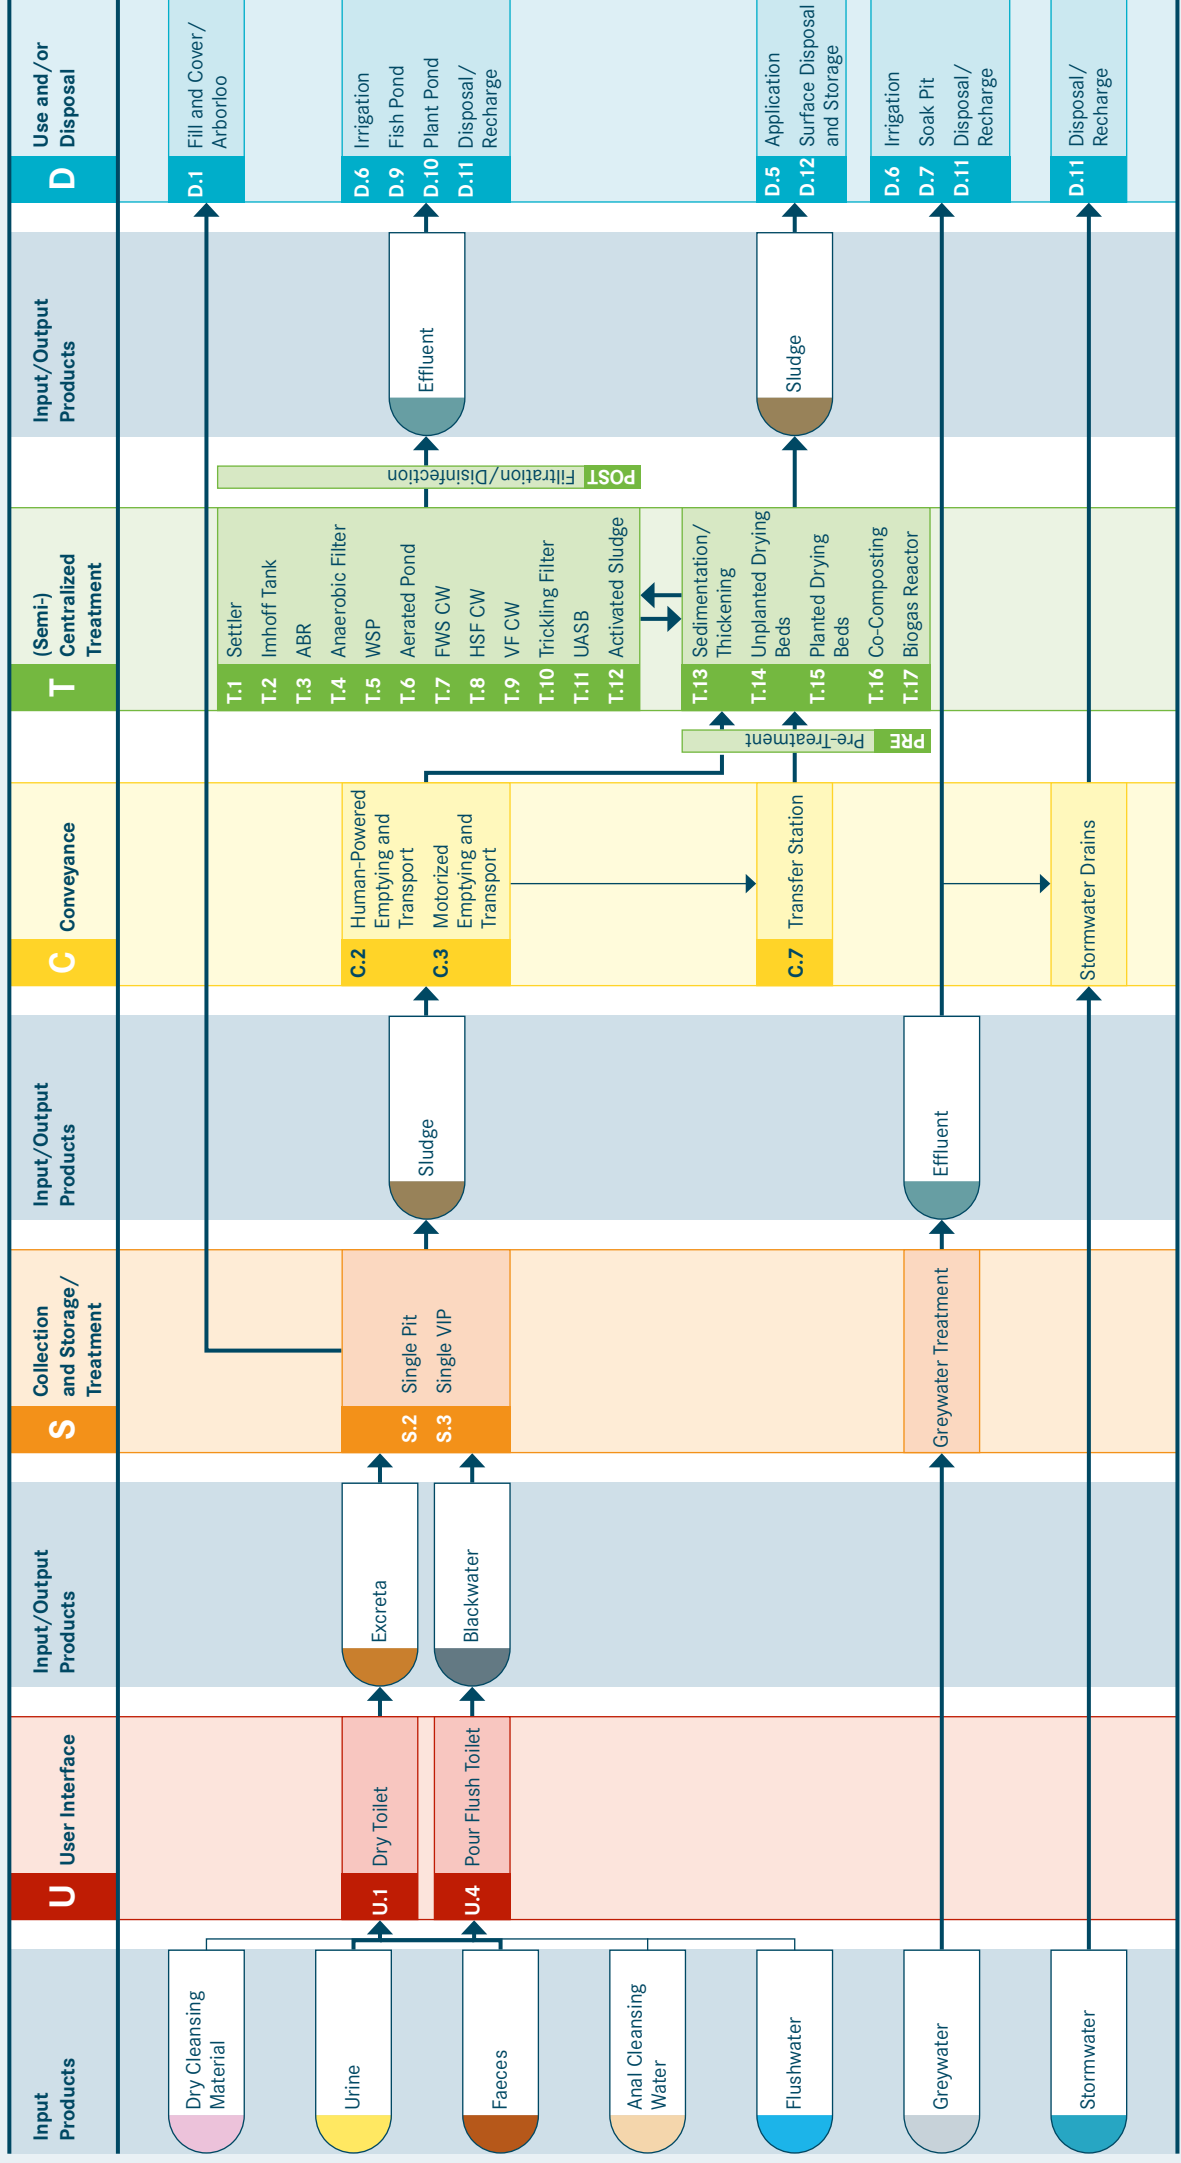 Input
Products
U
User Interface
Input/Output
Products
S
Collection
and Storage/
Treatment
Input/Output
Products
C
Conveyance
T
(Semi-)
Centralized
Treatment
Input/Output
Products
D
Use and/or
Disposal
Dry Cleansing
Material
Urine
Faeces
Anal Cleansing
Water
Flushwater
Greywater
Stormwater
U.1 Dry Toilet
U.4 Pour Flush Toilet
Excreta
Blackwater
S.2 Single Pit
S.3 Single VIP
Greywater Treatment
Sludge
Effluent
C.2 Human-Powered
Emptying and
Transport
C.3 Motorized
Emptying and
Transport
C.7 Transfer Station
Stormwater Drains
PRE Pre-Treatment
T.1 Settler
T.2 Imhoff Tank
T.3 ABR
T.4 Anaerobic Filter
T.5 WSP
T.6 Aerated Pond
T.7 FWS CW
T.8 HSF CW
T.9 VF CW
T.10 Trickling Filter
T.11 UASB
T.12 Activated Sludge
T.13 Sedimentation/
Thickening
T.14 Unplanted Drying
Beds
T.15 Planted Drying
Beds
T.16 Co-Composting
T.17 Biogas Reactor
POST Filtration/Disinfection
Effluent
Sludge
D.1 Fill and Cover/
Arborloo
D.6 Irrigation
D.9 Fish Pond
D.10 Plant Pond
D.11 Disposal/
Recharge
D.5 Application
D.12 Surface Disposal
and Storage
D.6 Irrigation
D.7 Soak Pit
D.11 Disposal/
Recharge
D.11 Disposal/
Recharge